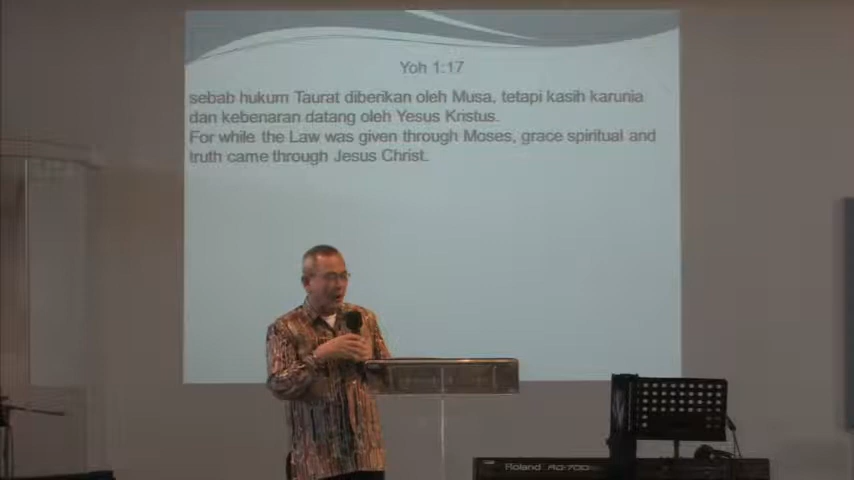 Yoh 1:17
sebab hukum Taurat diberikan oleh Musa, tetapi kasih karunia
dan kebenaran datang oleh Yesus Kristus.
For while the Law was given through Moses, grace spiritual and
truth came through Jesus Christ.
Roland RG-700